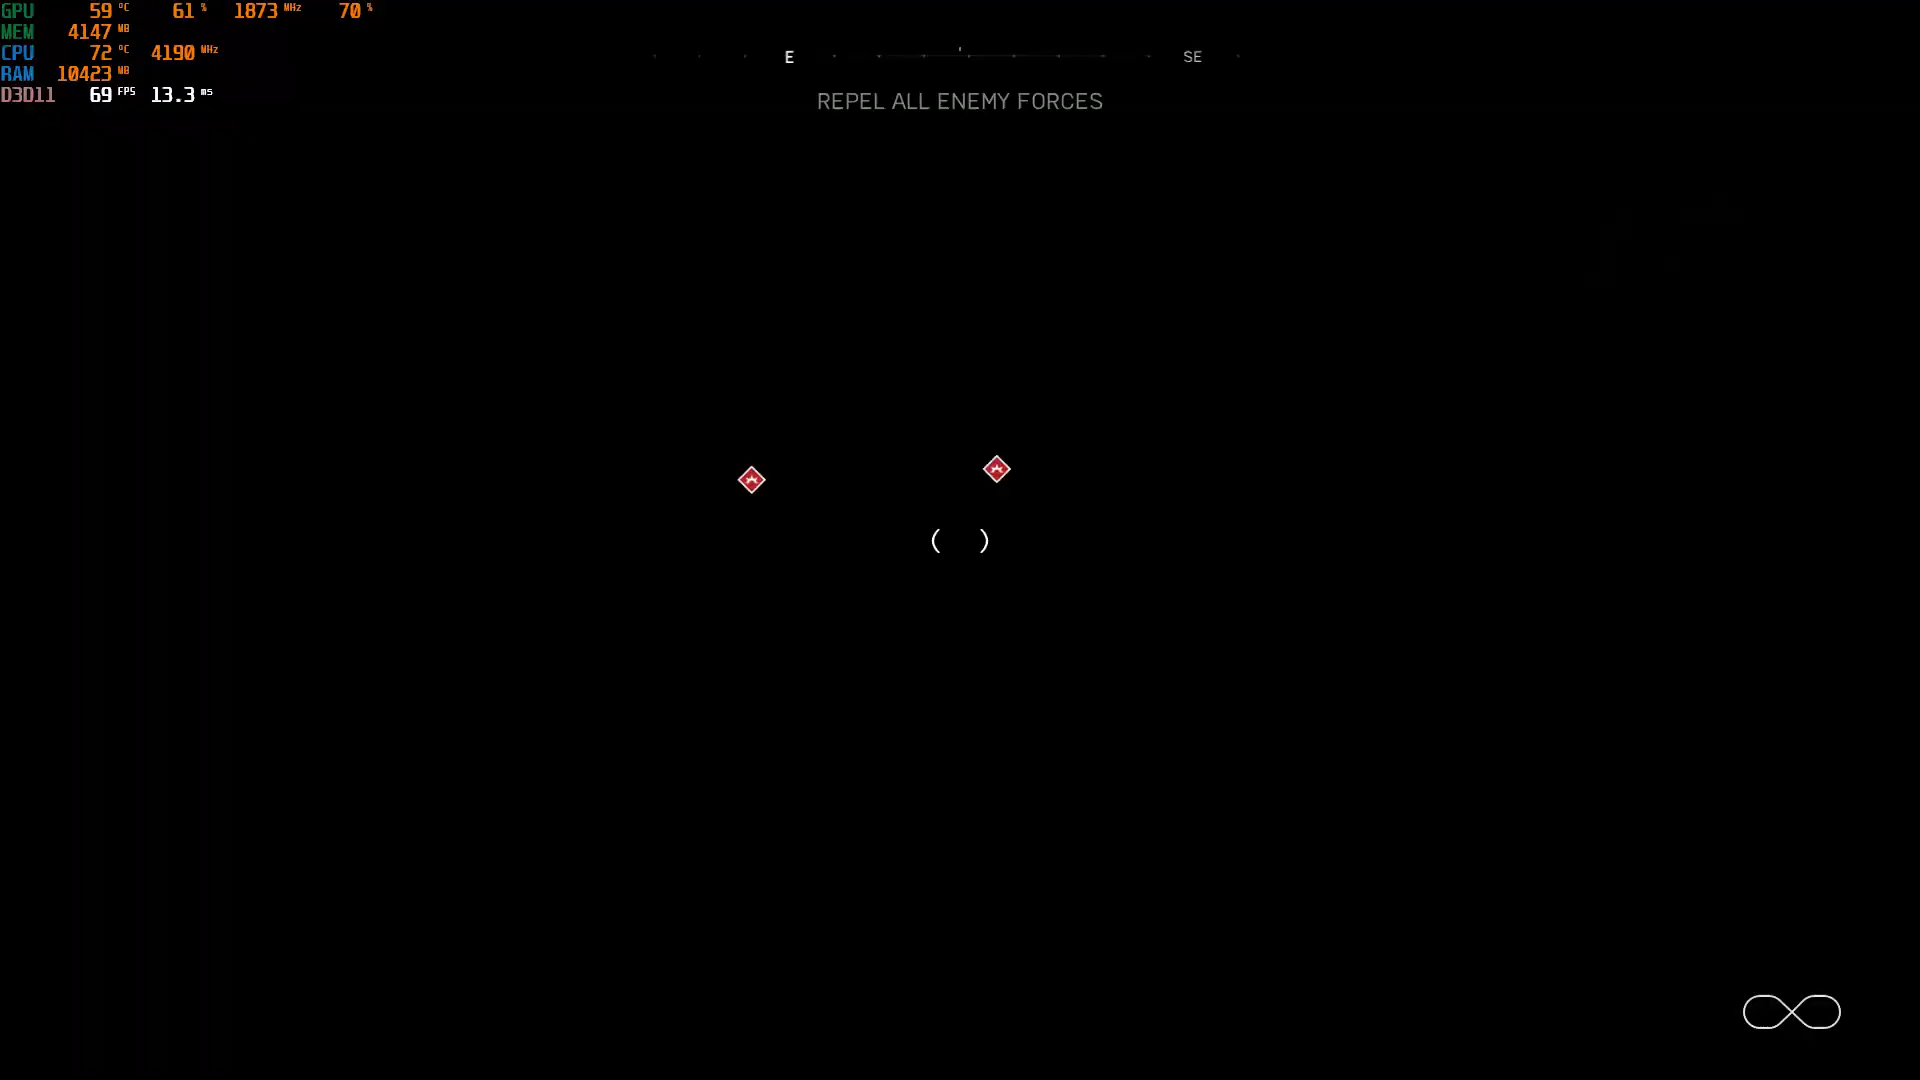 GPU 59 °C 61 % 1873 MHz 70 %
MEM 4147 MB
CPU 72 °C 4190 MHz
RAM 10423 MB
D3D11 69 FPS 13.3 ms
E SE
REPEL ALL ENEMY FORCES